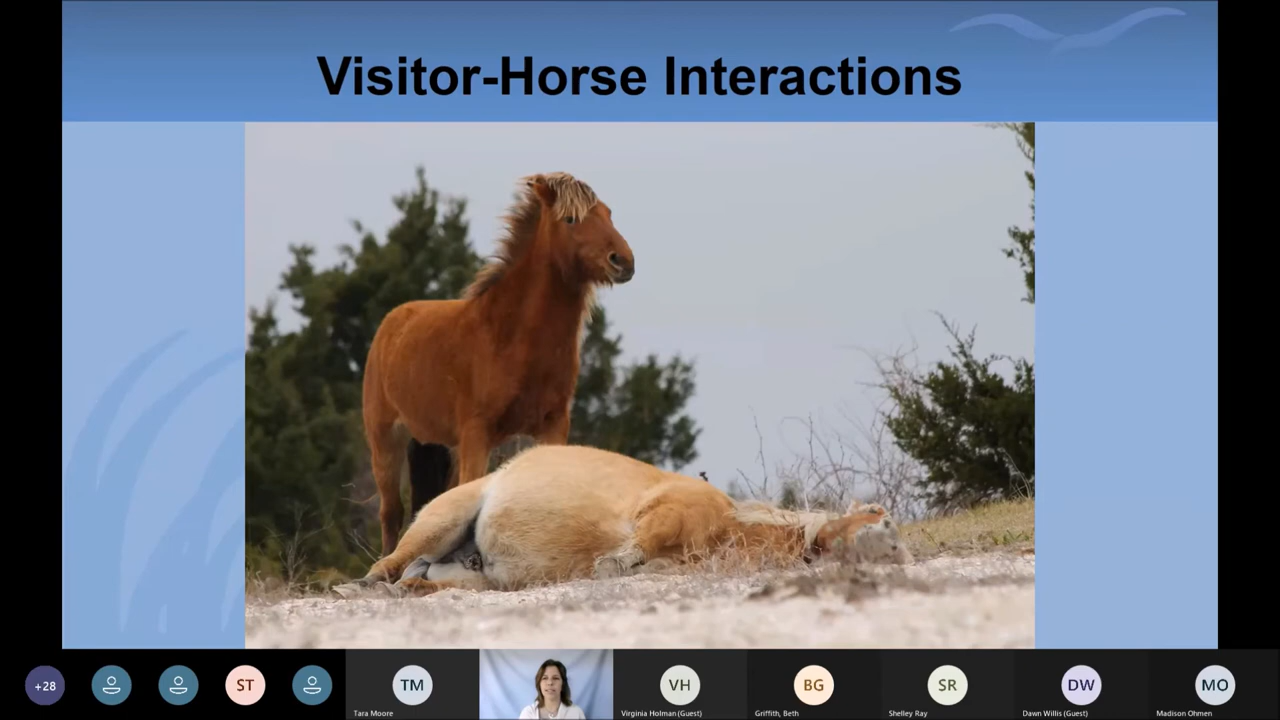 Visitor-Horse Interactions
+28
ST
TM
VH
BG
SR
DW
MO
Tara Moore
Virginia Holman (Guest)
Griffith, Beth
Shelley Ray
Dawn Willis (Guest)
Madison Ohmen